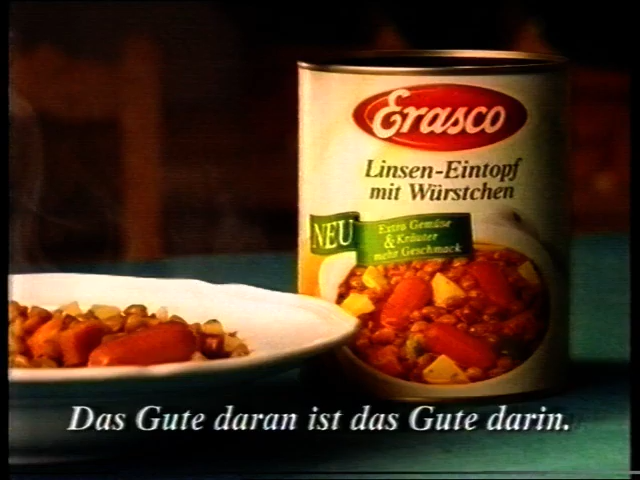 Erasco
Linsen-Eintopf
mit Würstchen
NEU
Extra Gemüse
& Kräuter
mehr Geschmack
Das Gute daran ist das Gute darin.